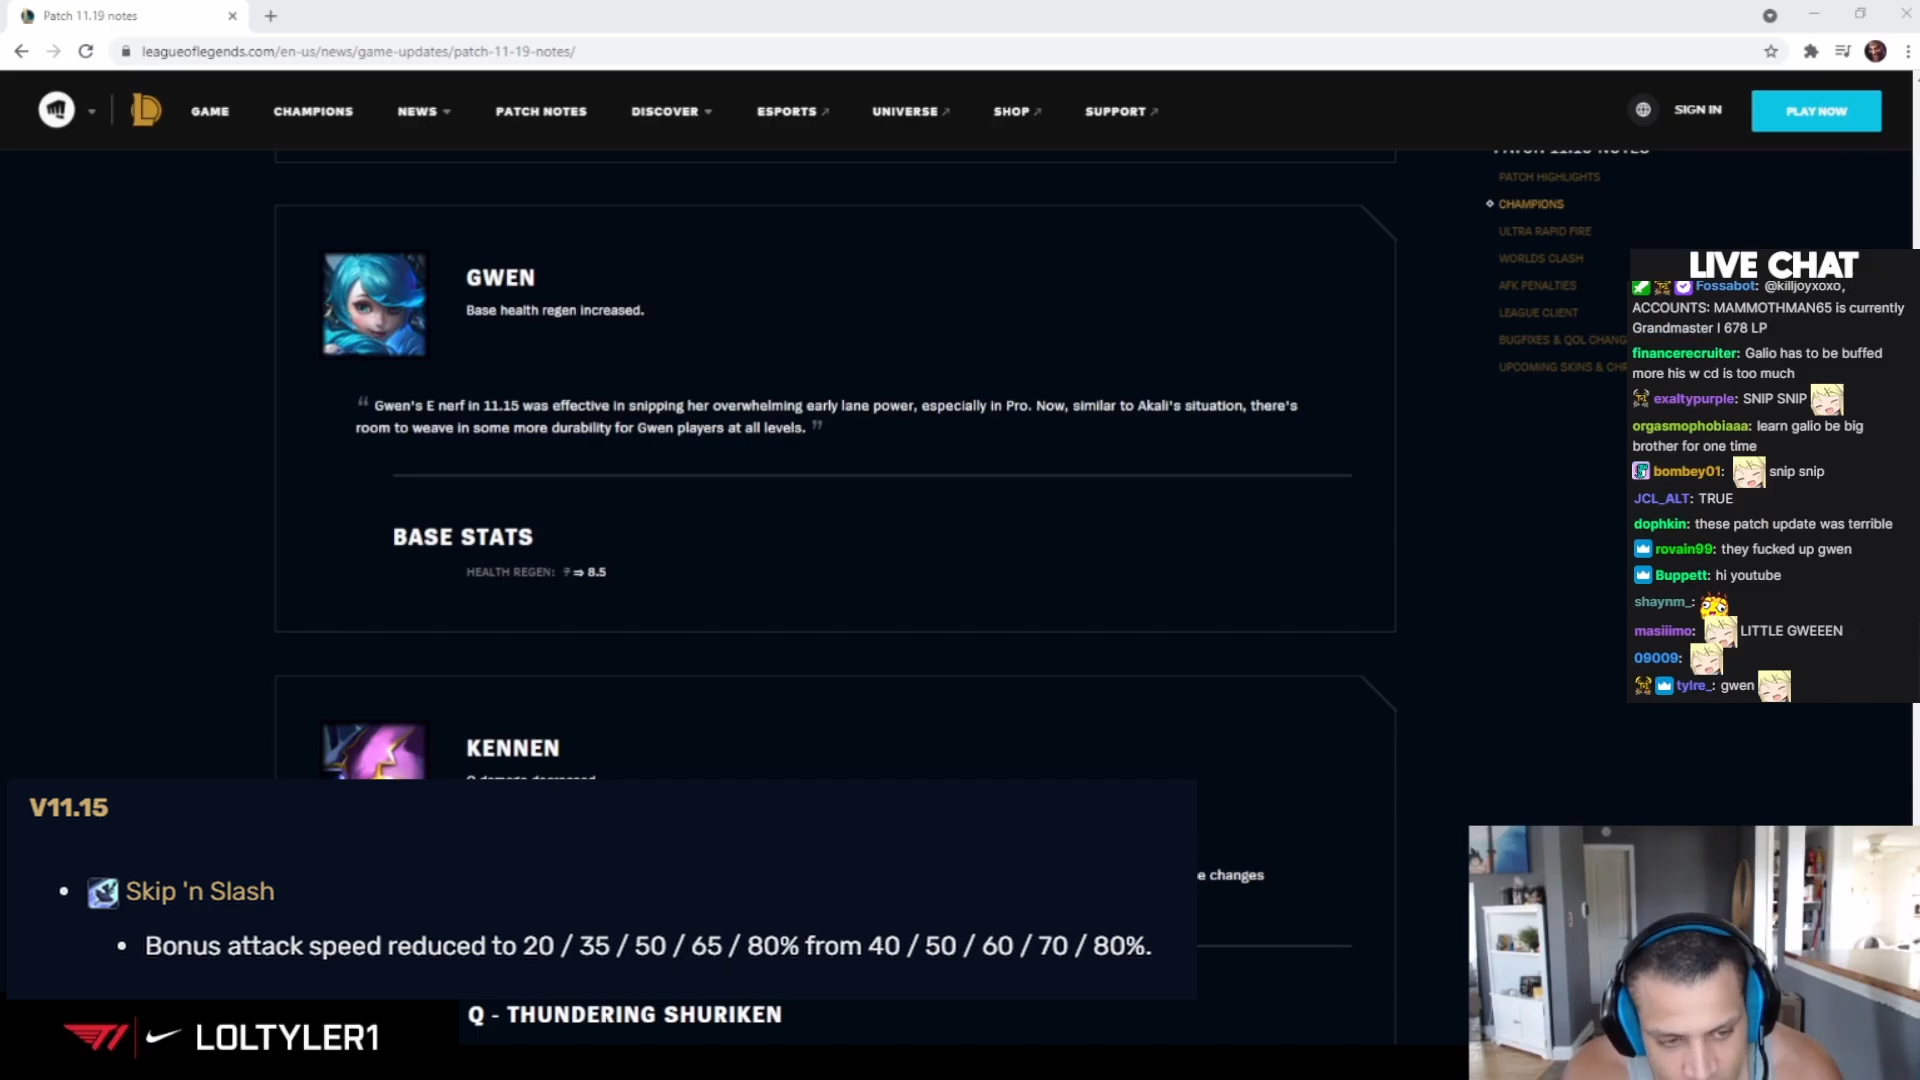 Patch 11.19 notes
leagueoflegends.com/en-us/news/game-updates/patch-11-19-notes/
GAME CHAMPIONS NEWS PATCH NOTES DISCOVER ESPORTS UNIVERSE SHOP SUPPORT SIGN IN PLAY NOW
PATCH HIGHLIGHTS
CHAMPIONS
ULTRA RAPID FIRE
WORLDS CLASH
AFK PENALTIES
LEAGUE CLIENT
BUGFIXES & QOL CHANG
UPCOMING SKINS &
GWEN
Base health regen increased.
“ Gwen's E nerf in 11.15 was effective in snipping her overwhelming early lane power, especially in Pro. Now, similar to Akali's situation, there's
room to weave in some more durability for Gwen players at all levels. ”
BASE STATS
HEALTH REGEN: 7 ⇒ 8.5
KENNEN
e changes
Q - THUNDERING SHURIKEN
V11.15
• Skip 'n Slash
• Bonus attack speed reduced to 20 / 35 / 50 / 65 / 80% from 40 / 50 / 60 / 70 / 80%.
LOLTYLER1
LIVE CHAT
Fossabot: @killjoyxoxo,
ACCOUNTS: MAMMOTHMAN65 is currently
Grandmaster I 678 LP
financerecruiter: Galio has to be buffed
more his w cd is too much
exaltypurple: SNIP SNIP
orgasmophobiaaa: learn galio be big
brother for one time
bombey01: snip snip
JCL_ALT: TRUE
dophkin: these patch update was terrible
rovain99: they fucked up gwen
Buppett: hi youtube
shaynm_:
masiiimo: LITTLE GWEEEN
09009:
tylre_: gwen